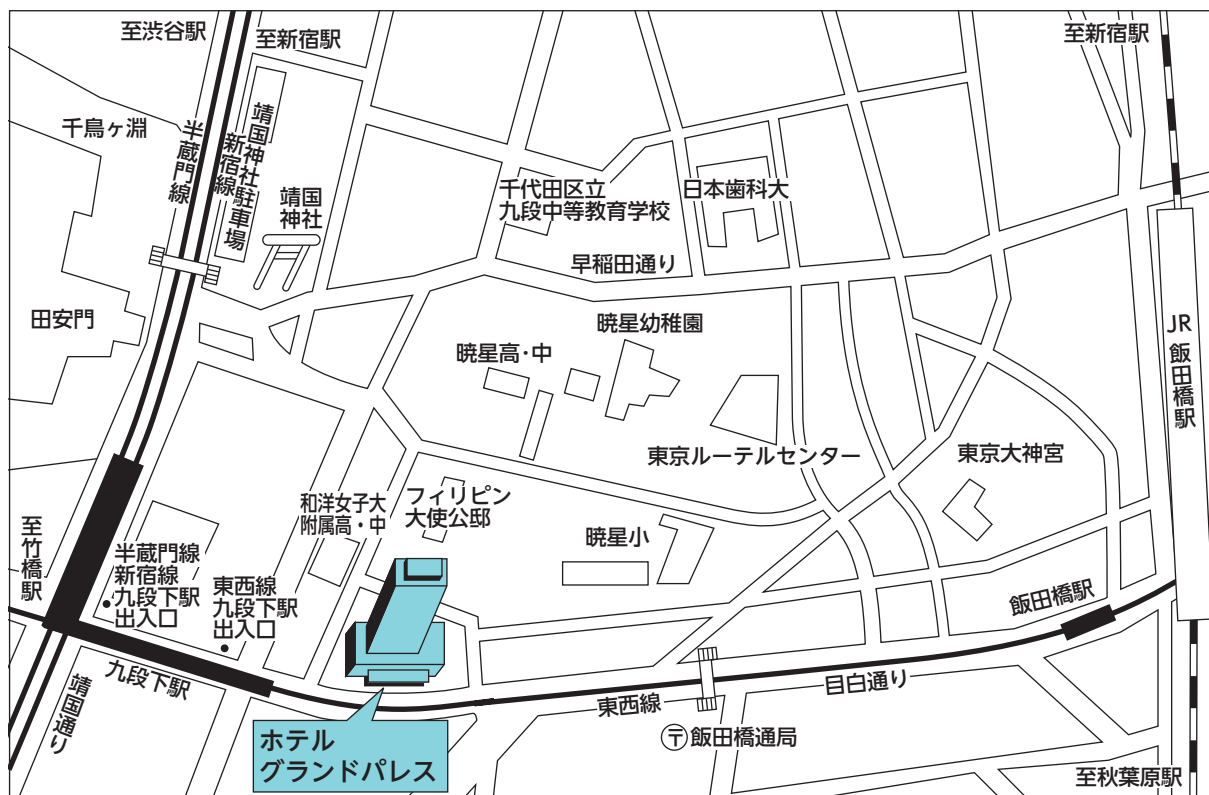 至渋谷駅
至新宿駅
至新宿駅
千鳥ヶ淵
半蔵門線
新宿線
靖国神社駐車場
靖国
神社
千代田区立
九段中等教育学校
日本歯科大
早稲田通り
田安門
暁星幼稚園
暁星高・中
JR
飯田橋駅
東京ルーテルセンター
東京大神宮
和洋女子大
附属高・中
フィリピン
大使公邸
暁星小
至竹橋駅
半蔵門線
新宿線
九段下駅
出入口
東西線
九段下駅
出入口
飯田橋駅
九段下駅
靖国通り
東西線
目白通り
ホテル
グランドパレス
〒飯田橋通局
至秋葉原駅